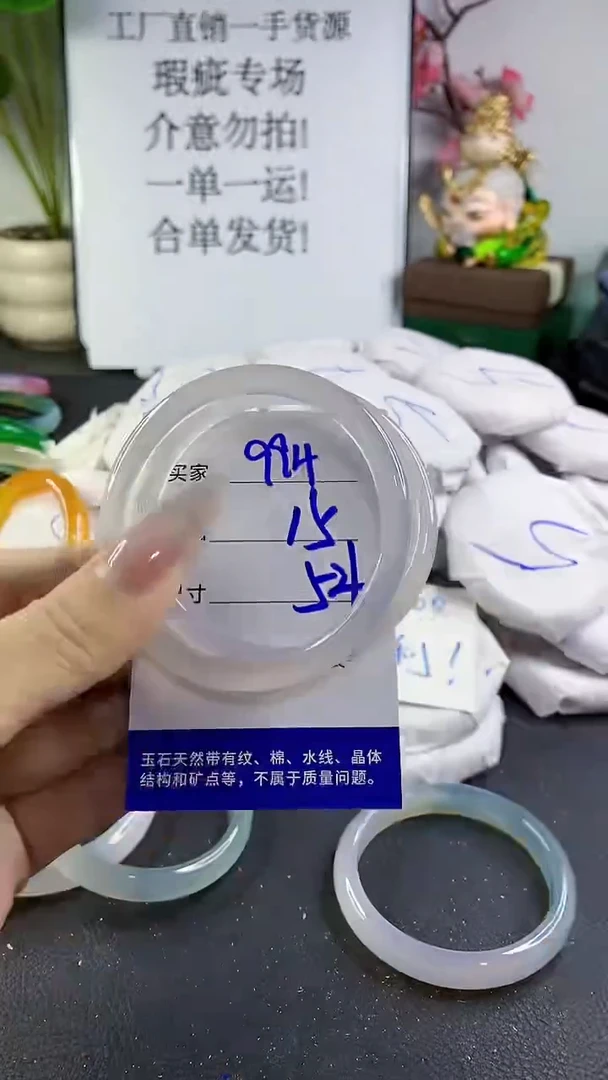 工厂直销一手货源
瑕疵专场
介意勿拍!
一单一运!
合单发货!
买家 994
15
寸 52
利!
玉石天然带有纹、棉、水线、晶体
结构和矿点等，不属于质量问题。